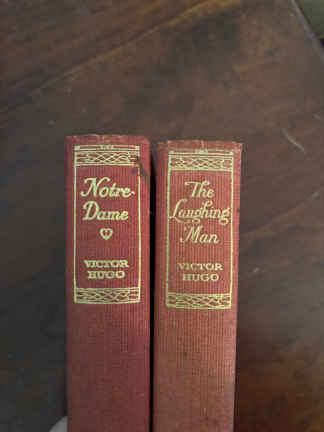 Notre-
Dame
VICTOR
HUGO
The
Laughing
Man
VICTOR
HUGO